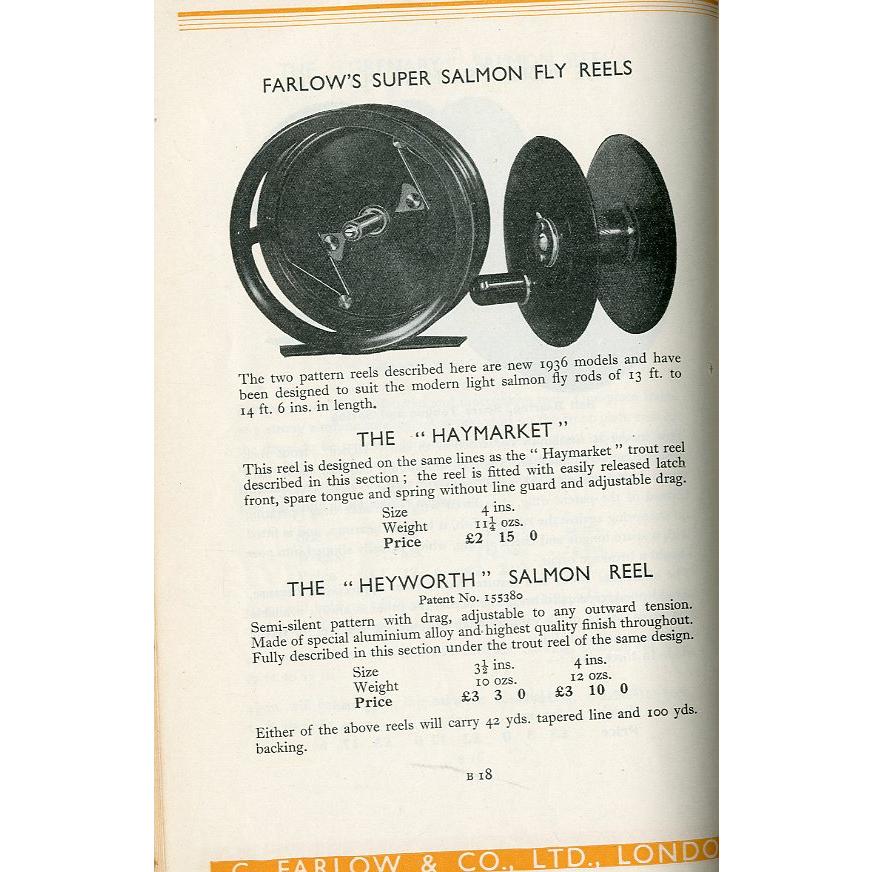 FARLOW'S SUPER SALMON FLY REELS
The two pattern reels described here are new 1936 models and have
been designed to suit the modern light salmon fly rods of 13 ft. to
14 ft. 6 ins. in length.
THE "HAYMARKET"
This reel is designed on the same lines as the "Haymarket" trout reel
described in this section; the reel is fitted with easily released latch
front, spare tongue and spring without line guard and adjustable drag.
Size 4 ins.
Weight 11¼ ozs.
Price £2 15 0
THE "HEYWORTH" SALMON REEL
Patent No. 155380
Semi-silent pattern with drag, adjustable to any outward tension.
Made of special aluminium alloy and highest quality finish throughout.
Fully described in this section under the trout reel of the same design.
Size 3½ ins. 4 ins.
Weight 10 ozs. 12 ozs.
Price £3 3 0 £3 10 0
Either of the above reels will carry 42 yds. tapered line and 100 yds.
backing.
B 18
C. FARLOW & CO., LTD., LONDO